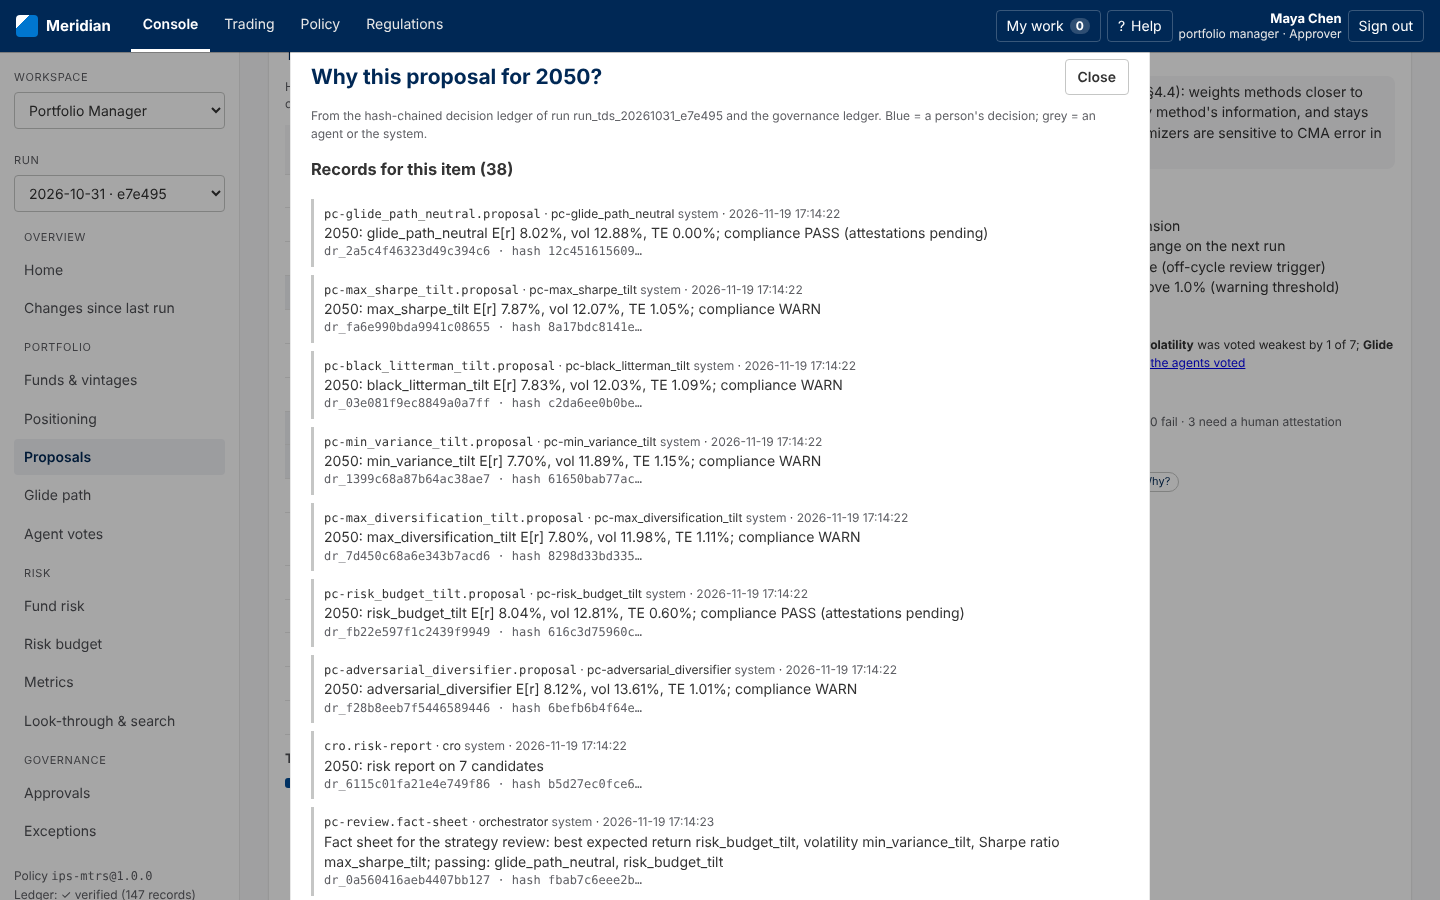 Meridian
Console
Trading
Policy
Regulations
My work 0
? Help
Maya Chen
portfolio manager · Approver
Sign out
WORKSPACE
Portfolio Manager
RUN
2026-10-31 · e7e495
OVERVIEW
Home
Changes since last run
PORTFOLIO
Funds & vintages
Positioning
Proposals
Glide path
Agent votes
RISK
Fund risk
Risk budget
Metrics
Look-through & search
GOVERNANCE
Approvals
Exceptions
Policy ips-mtrs@1.0.0
Ledger: ✓ verified (147 records)
Why this proposal for 2050?
Close
From the hash-chained decision ledger of run run_tds_20261031_e7e495 and the governance ledger. Blue = a person's decision; grey = an
agent or the system.
Records for this item (38)
pc-glide_path_neutral.proposal · pc-glide_path_neutral system · 2026-11-19 17:14:22
2050: glide_path_neutral E[r] 8.02%, vol 12.88%, TE 0.00%; compliance PASS (attestations pending)
dr_2a5c4f46323d49c394c6 · hash 12c451615609…
pc-max_sharpe_tilt.proposal · pc-max_sharpe_tilt system · 2026-11-19 17:14:22
2050: max_sharpe_tilt E[r] 7.87%, vol 12.07%, TE 1.05%; compliance WARN
dr_fa6e990bda9941c08655 · hash 8a17bdc8141e…
pc-black_litterman_tilt.proposal · pc-black_litterman_tilt system · 2026-11-19 17:14:22
2050: black_litterman_tilt E[r] 7.83%, vol 12.03%, TE 1.09%; compliance WARN
dr_03e081f9ec8849a0a7ff · hash c2da6ee0b0be…
pc-min_variance_tilt.proposal · pc-min_variance_tilt system · 2026-11-19 17:14:22
2050: min_variance_tilt E[r] 7.70%, vol 11.89%, TE 1.15%; compliance WARN
dr_1399c68a87b64ac38ae7 · hash 61650bab77ac…
pc-max_diversification_tilt.proposal · pc-max_diversification_tilt system · 2026-11-19 17:14:22
2050: max_diversification_tilt E[r] 7.80%, vol 11.98%, TE 1.11%; compliance WARN
dr_7d450c68a6e343b7acd6 · hash 8298d33bd335…
pc-risk_budget_tilt.proposal · pc-risk_budget_tilt system · 2026-11-19 17:14:22
2050: risk_budget_tilt E[r] 8.04%, vol 12.81%, TE 0.60%; compliance PASS (attestations pending)
dr_fb22e597f1c2439f9949 · hash 616c3d75960c…
pc-adversarial_diversifier.proposal · pc-adversarial_diversifier system · 2026-11-19 17:14:22
2050: adversarial_diversifier E[r] 8.12%, vol 13.61%, TE 1.01%; compliance WARN
dr_f28b8eeb7f5446589446 · hash 6befb6b4f64e…
cro.risk-report · cro system · 2026-11-19 17:14:22
2050: risk report on 7 candidates
dr_6115c01fa21e4e749f86 · hash b5d27ec0fce6…
pc-review.fact-sheet · orchestrator system · 2026-11-19 17:14:23
Fact sheet for the strategy review: best expected return risk_budget_tilt, volatility min_variance_tilt, Sharpe ratio
max_sharpe_tilt; passing: glide_path_neutral, risk_budget_tilt
dr_0a560416aeb4407bb127 · hash fbab7c6eee2b…
§4.4): weights methods closer to
method's information, and stays
mizers are sensitive to CMA error in
nsion
ange on the next run
e (off-cycle review trigger)
ove 1.0% (warning threshold)
olatility was voted weakest by 1 of 7; Glide
the agents voted
0 fail · 3 need a human attestation
Why?